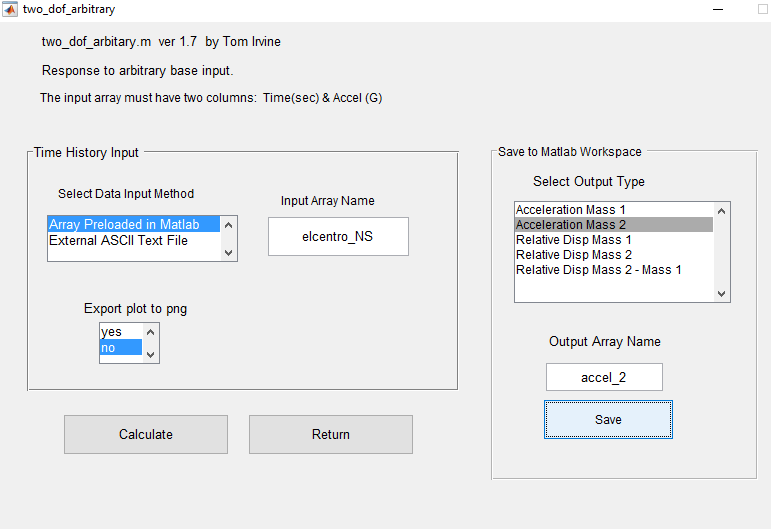 two_dof_arbitrary
two_dof_arbitary.m ver 1.7 by Tom Irvine
Response to arbitrary base input.
The input array must have two columns: Time(sec) & Accel (G)
Time History Input
Select Data Input Method
Array Preloaded in Matlab
External ASCII Text File
Input Array Name
elcentro_NS
Export plot to png
yes
no
Calculate
Return
Save to Matlab Workspace
Select Output Type
Acceleration Mass 1
Acceleration Mass 2
Relative Disp Mass 1
Relative Disp Mass 2
Relative Disp Mass 2 - Mass 1
Output Array Name
accel_2
Save